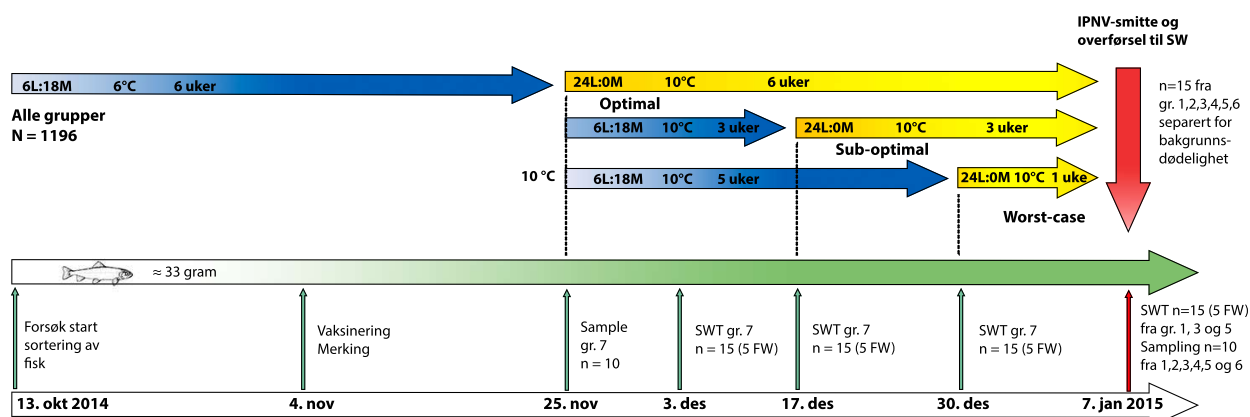 IPNV-smitte og
overførsel til SW
6L:18M 6°C 6 uker
24L:0M 10°C 6 uker
Alle grupper
N = 1196
Optimal
6L:18M 10°C 3 uker
24L:0M 10°C 3 uker
Sub-optimal
10 °C
6L:18M 10°C 5 uker
24L:0M 10°C 1 uke
Worst-case
n=15 fra
gr. 1,2,3,4,5,6
separert for
bakgrunns-
dødelighet
≈ 33 gram
Forsøk start
sortering av
fisk
Vaksinering
Merking
Sample
gr. 7
n = 10
SWT gr. 7
n = 15 (5 FW)
SWT gr. 7
n = 15 (5 FW)
SWT gr. 7
n = 15 (5 FW)
SWT n=15 (5 FW)
fra gr. 1, 3 og 5
Sampling n=10
fra 1,2,3,4,5 og 6
13. okt 2014 4. nov 25. nov 3. des 17. des 30. des 7. jan 2015